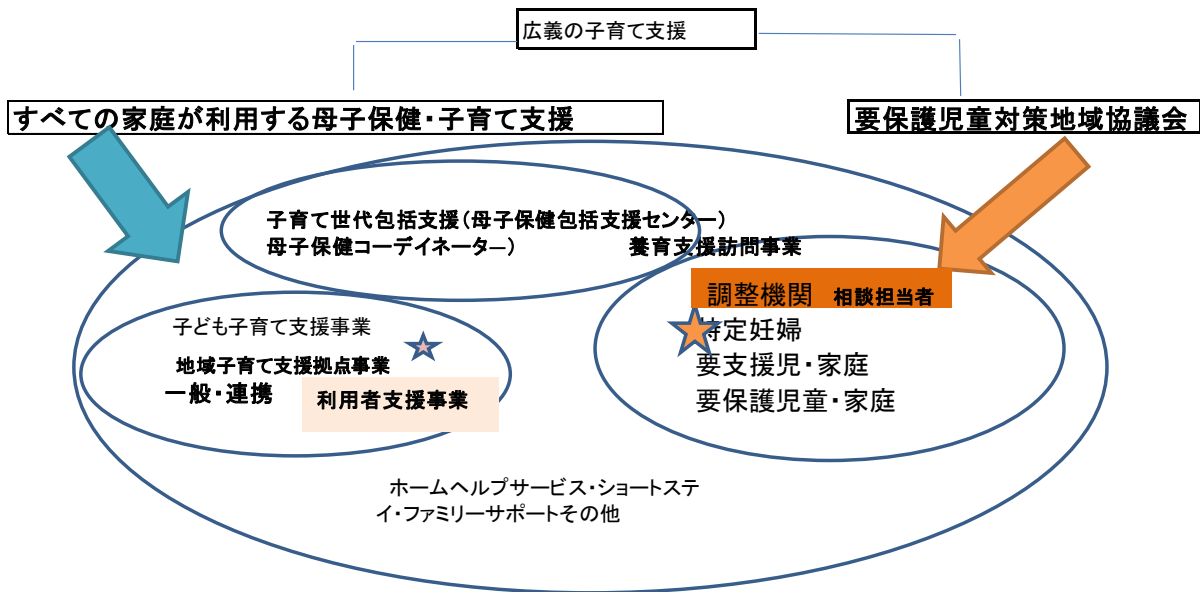 広義の子育て支援
すべての家庭が利用する母子保健・子育て支援
要保護児童対策地域協議会
子育て世代包括支援(母子保健包括支援センター)
母子保健コーデイネーター) 養育支援訪問事業
調整機関 相談担当者
特定妊婦
要支援児・家庭
要保護児童・家庭
子ども子育て支援事業
地域子育て支援拠点事業
一般・連携
利用者支援事業
ホームヘルプサービス・ショートステ
イ・ファミリーサポートその他